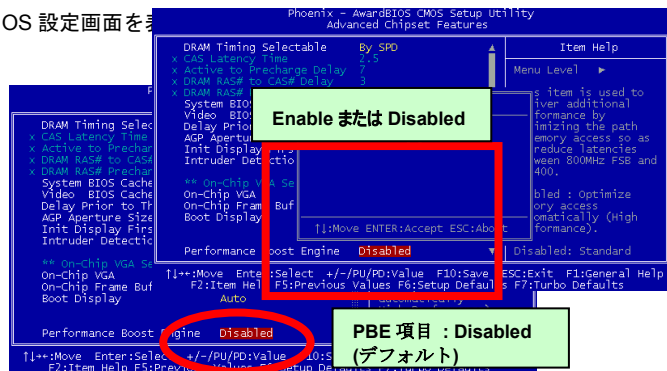 OS 設定画面を
Phoenix - AwardBIOS CMOS Setup Utility
Advanced Chipset Features
DRAM Timing Selectable By SPD
x CAS Latency Time 2.5
x Active to Precharge Delay 7
x DRAM RAS# to CAS# Delay 3
x DRAM RAS#
System BIOS
Video BIOS
Delay Prior
AGP Apertur
Init Display Firs
Intruder Detectio
** On-Chip VGA Se
On-Chip VGA
On-Chip Frame Buf
Boot Display
Performance Boost Engine Disabled
Item Help
Menu Level
s item is used to
iver additional
formance by
imizing the path
emory access so as
reduce latencies
ween 800MHz FSB and
400.
bled : Optimize
ory access
omatically (High
formance).
Disabled: Standard
↑↓:Move ENTER:Accept ESC:Abort
↑↓←:Move Enter:Select +/-/PU/PD:Value F10:Save ESC:Exit F1:General Help
F2:Item Help F5:Previous Values F6:Setup Defaults F7:Turbo Defaults
Enable または Disabled
DRAM Timing Selec
x CAS Latency Time
x Active to Prechar
x DRAM RAS# to CAS#
x DRAM RAS#
System BIOS Cache
Video BIOS Cache
Delay Prior to Th
AGP Aperture Size
Init Display Firs
Intruder Detectic
** On-Chip VGA Se
On-Chip VGA
On-Chip Frame Buf
Boot Display Auto
Performance Boost Engine Disabled
↑↓←:Move Enter:Selec +/-/PU/PD:Value
F2:Item Help F5:Previous Values
PBE 項目 : Disabled
(デフォルト)